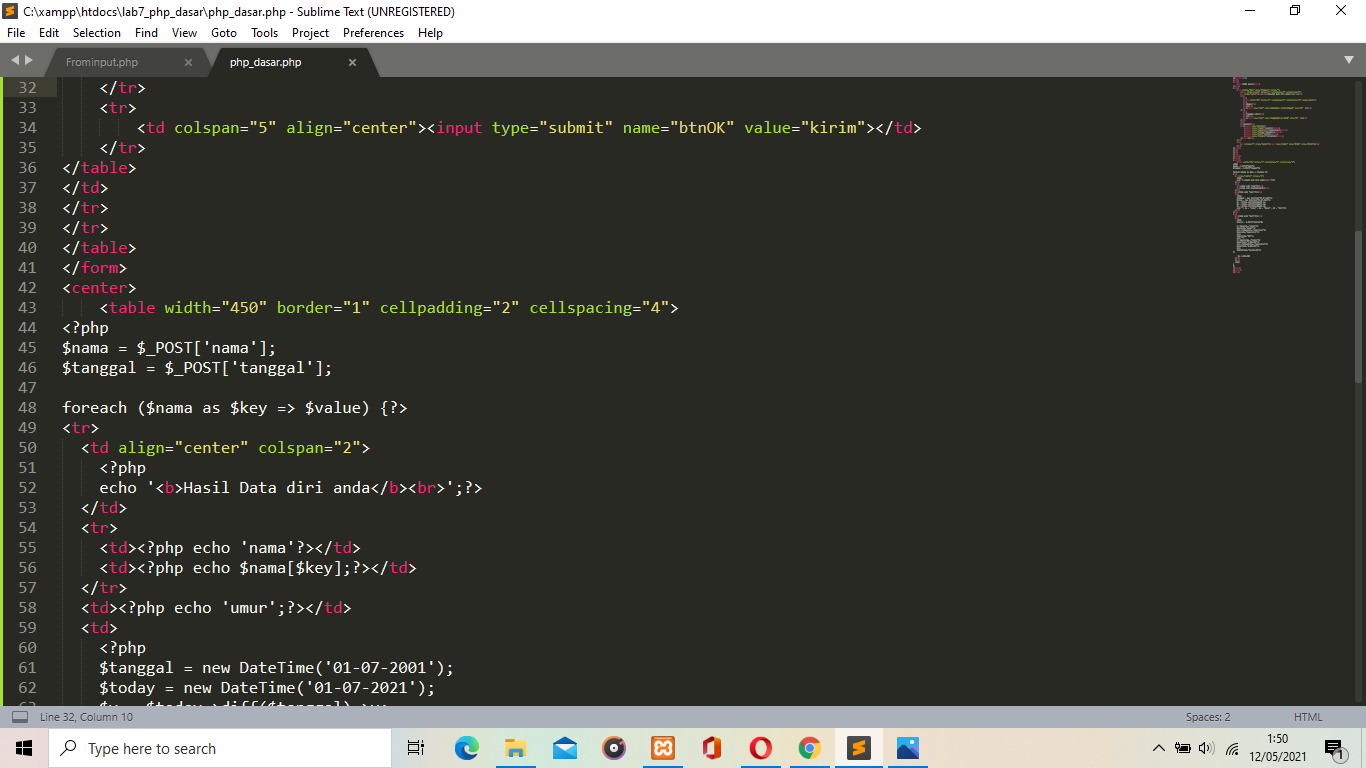 C:\xampp\htdocs\lab7_php_dasar\php_dasar.php - Sublime Text (UNREGISTERED)
File Edit Selection Find View Goto Tools Project Preferences Help
Frominput.php × php_dasar.php ×
32 </tr>
33 <tr>
34 <td colspan="5" align="center"><input type="submit" name="btnOK" value="kirim"></td>
35 </tr>
36 </table>
37 </td>
38 </tr>
39 </tr>
40 </table>
41 </form>
42 <center>
43 <table width="450" border="1" cellpadding="2" cellspacing="4">
44 <?php
45 $nama = $_POST['nama'];
46 $tanggal = $_POST['tanggal'];
47
48 foreach ($nama as $key => $value) {?>
49 <tr>
50 <td align="center" colspan="2">
51 <?php
52 echo '<b>Hasil Data diri anda</b><br>';?>
53 </td>
54 <tr>
55 <td><?php echo 'nama'?></td>
56 <td><?php echo $nama[$key];?></td>
57 </tr>
58 <td><?php echo 'umur';?></td>
59 <td>
60 <?php
61 $tanggal = new DateTime('01-07-2001');
62 $today = new DateTime('01-07-2021');
Line 32, Column 10 Spaces: 2 HTML
Type here to search
1:50
12/05/2021
1